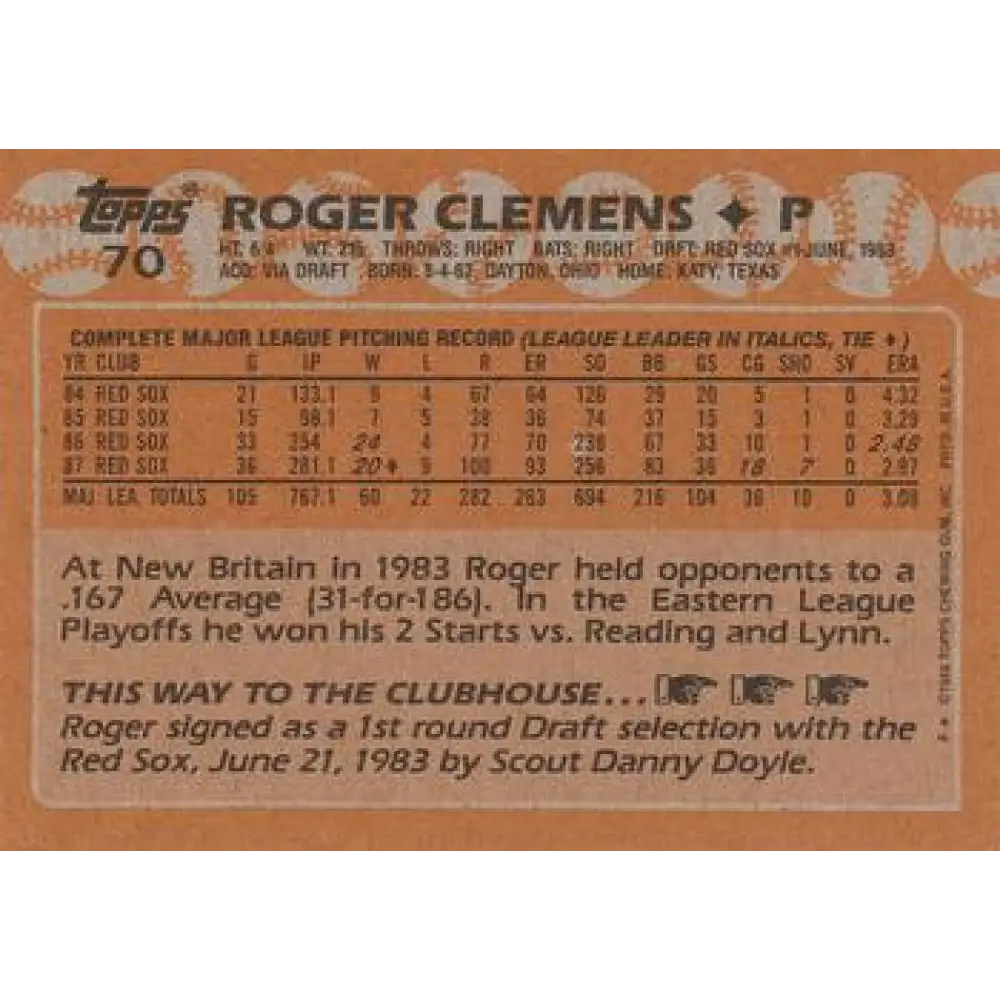 Topps® ROGER CLEMENS ✦ P
70 HT: 6'4" WT: 215 THROWS: RIGHT BATS: RIGHT DRFT: RED SOX #1-JUNE, 1983
ACQ: VIA DRAFT BORN: 8-4-62, DAYTON, OHIO HOME: KATY, TEXAS
COMPLETE MAJOR LEAGUE PITCHING RECORD (LEAGUE LEADER IN ITALICS, TIE ♦)
YR CLUB G IP W L R ER SO BB GS CG SHO SV ERA
84 RED SOX 21 133.1 9 4 67 64 126 29 20 5 1 0 4.32
85 RED SOX 15 98.1 7 5 38 36 74 37 15 3 1 0 3.29
86 RED SOX 33 254 24 4 77 70 238 67 33 10 1 0 2.48
87 RED SOX 36 281.1 20♦ 9 100 93 256 83 36 18 7 0 2.97
MAJ. LEA. TOTALS 105 767.1 60 22 282 263 694 216 104 36 10 0 3.08
At New Britain in 1983 Roger held opponents to a
.167 Average (31-for-186). In the Eastern League
Playoffs he won his 2 Starts vs. Reading and Lynn.
THIS WAY TO THE CLUBHOUSE...
Roger signed as a 1st round Draft selection with the
Red Sox, June 21, 1983 by Scout Danny Doyle.
©1988 TOPPS CHEWING GUM, INC. PRTD. IN U.S.A.